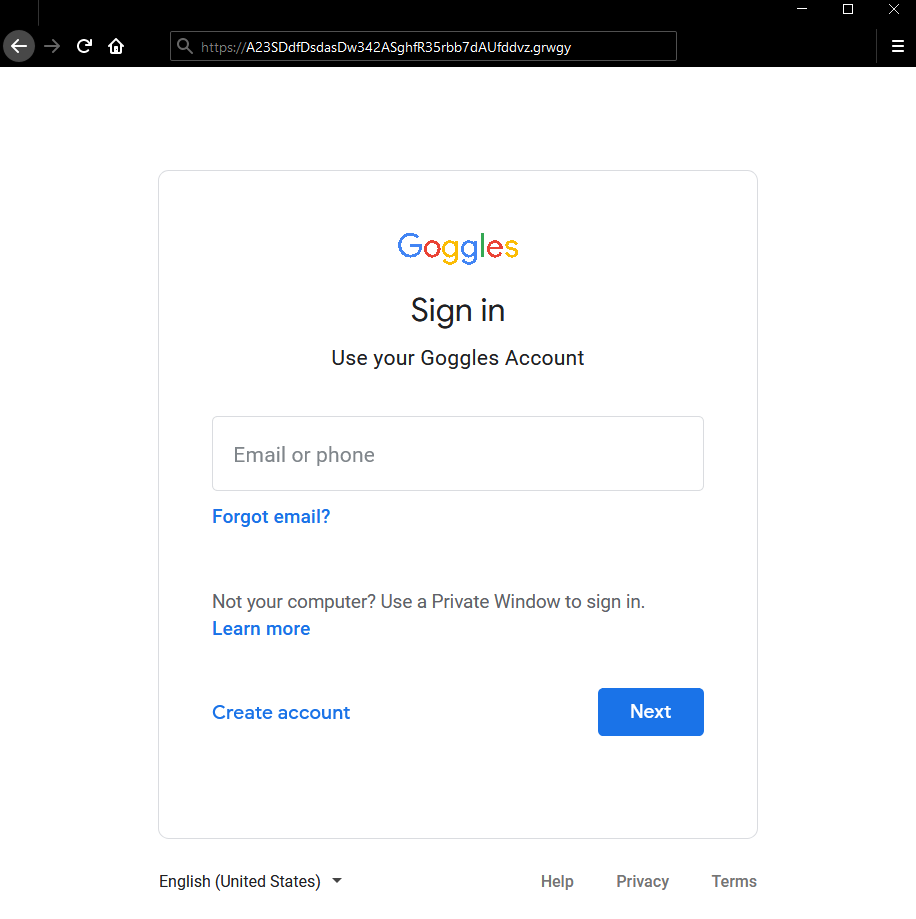 https://A23SDdfDsdasDw342ASghfR35rbb7dAUfddvz.grwgy
Goggles
Sign in
Use your Goggles Account
Email or phone
Forgot email?
Not your computer? Use a Private Window to sign in.
Learn more
Create account
Next
English (United States)
Help
Privacy
Terms